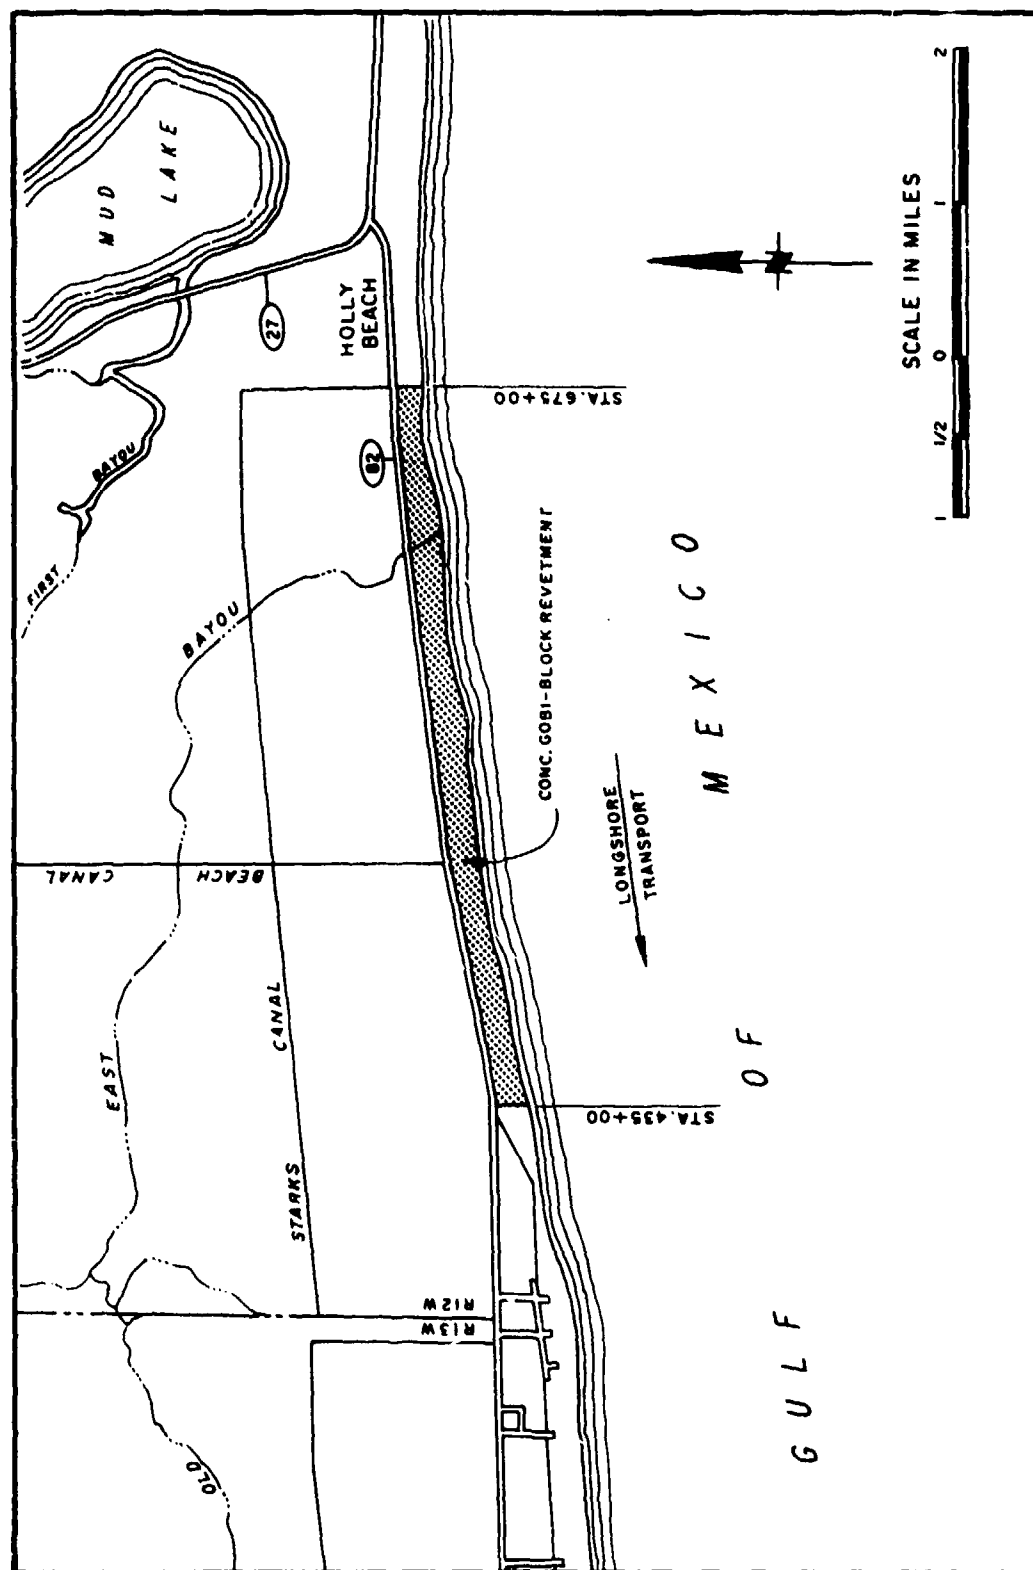 MUD
LAKE
27
HOLLY
BEACH
FIRST
BAYOU
82
STA. 675+00
BAYOU
EAST
OLD
BEACH
CANAL
STARKS
CANAL
R13W
R12W
CONC. GOBI-BLOCK REVETMENT
STA. 435+00
LONGSHORE
TRANSPORT
GULF
OF
MEXICO
SCALE IN MILES
1 1/2 0 1 2